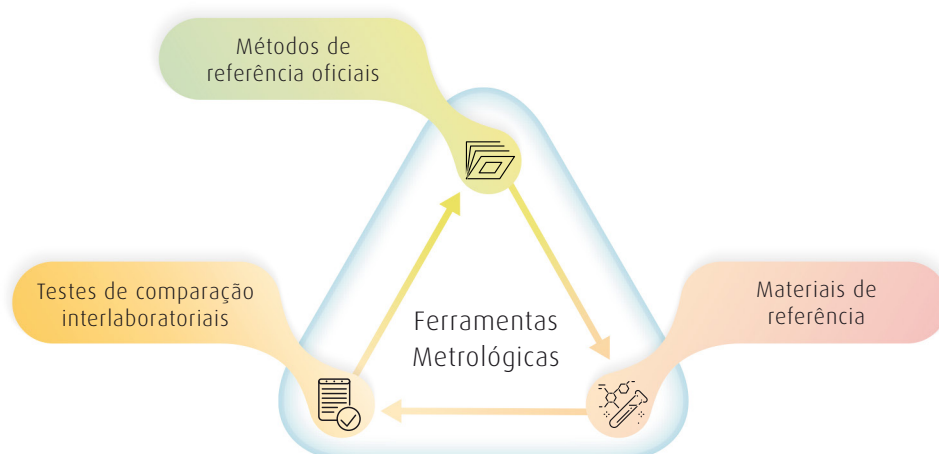 Métodos de
referência oficiais
Testes de comparação
interlaboratoriais
Materiais de
referência
Ferramentas
Metrológicas